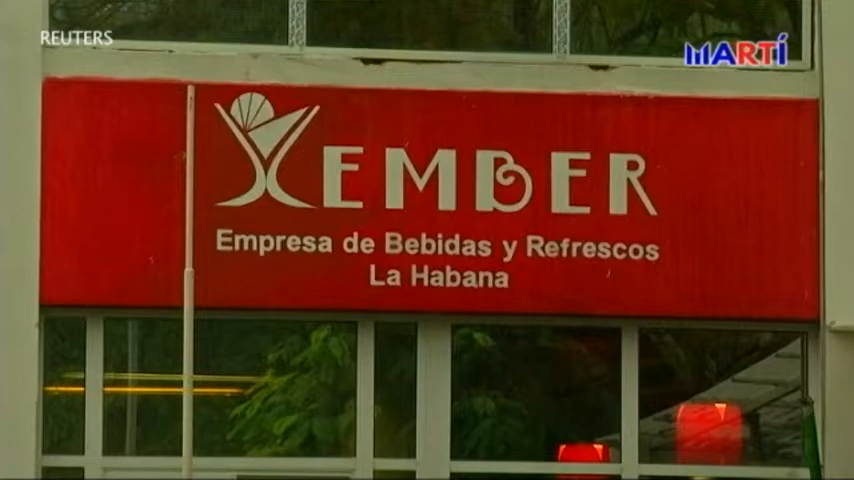 REUTERS
MARTÍ
EMBER
Empresa de Bebidas y Refrescos
La Habana